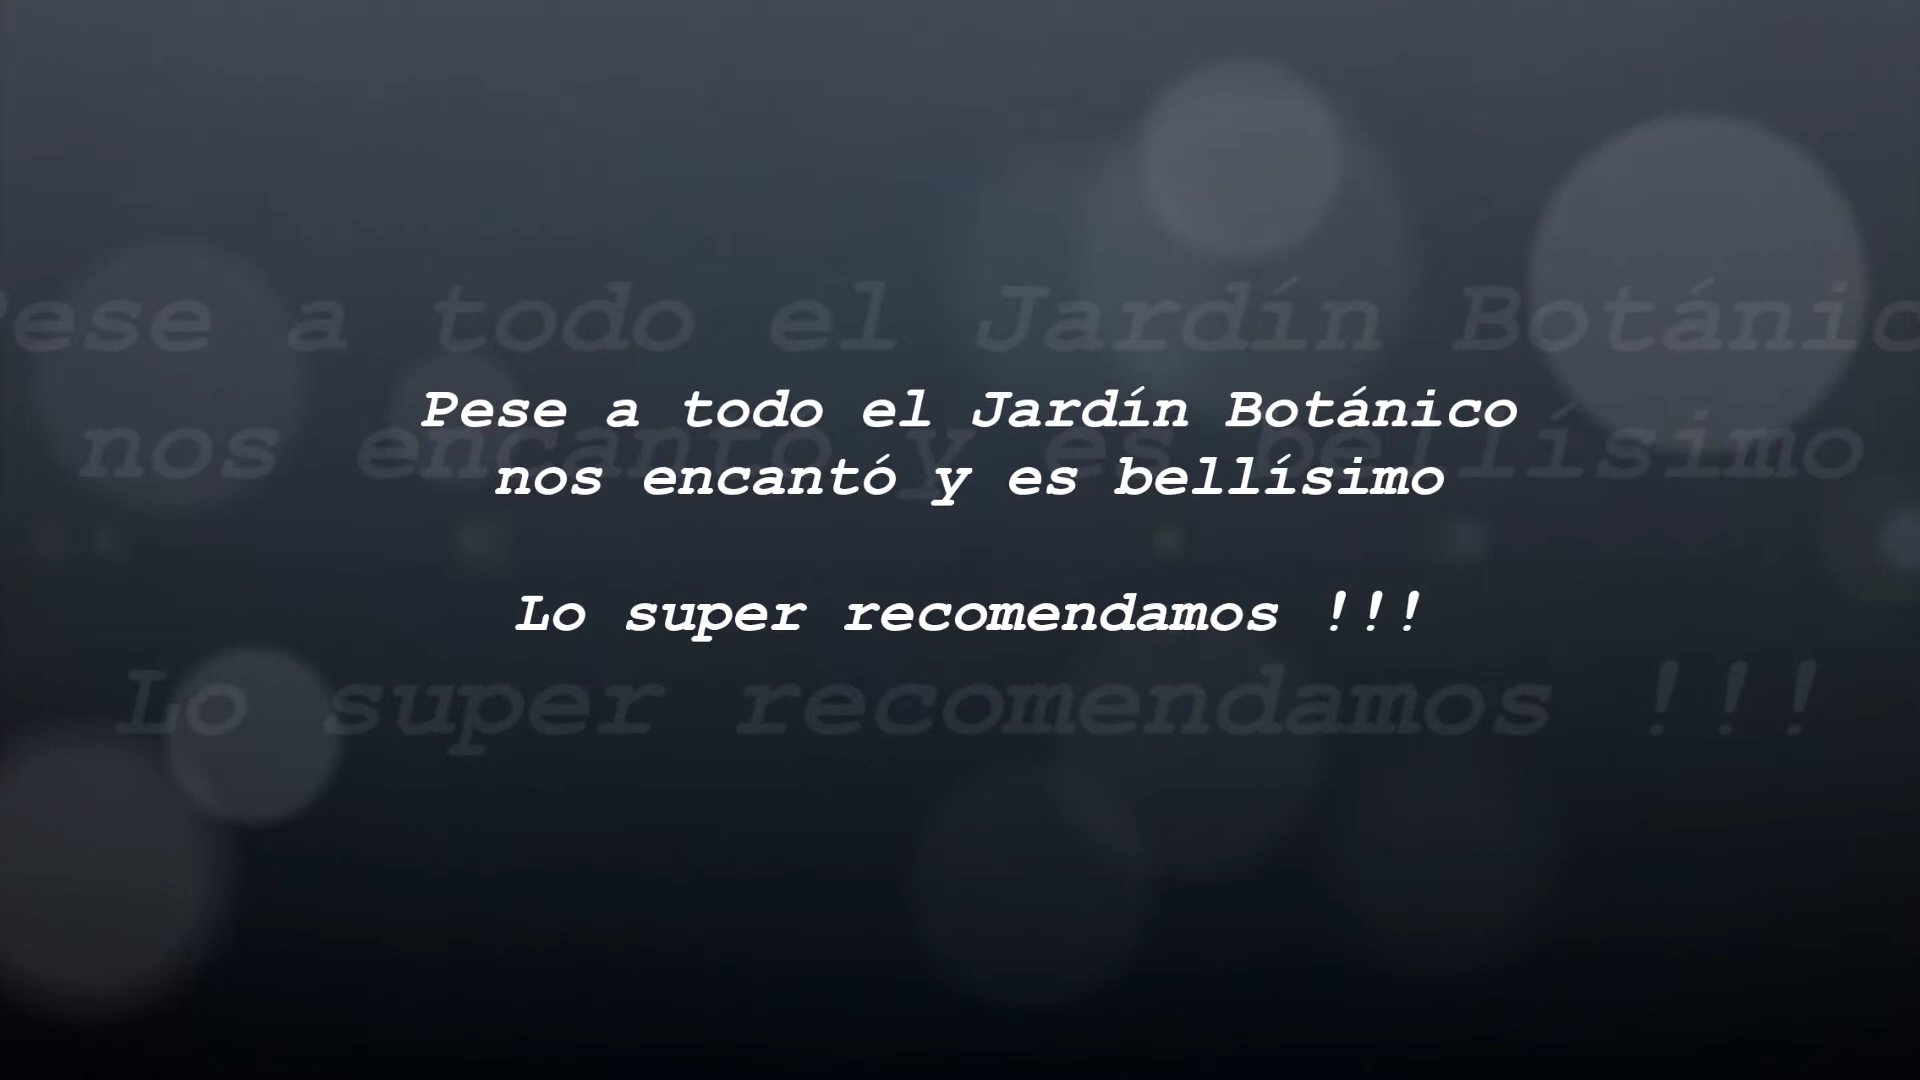 Pese a todo el Jardín Botánico
nos encantó y es bellísimo
Lo super recomendamos !!!